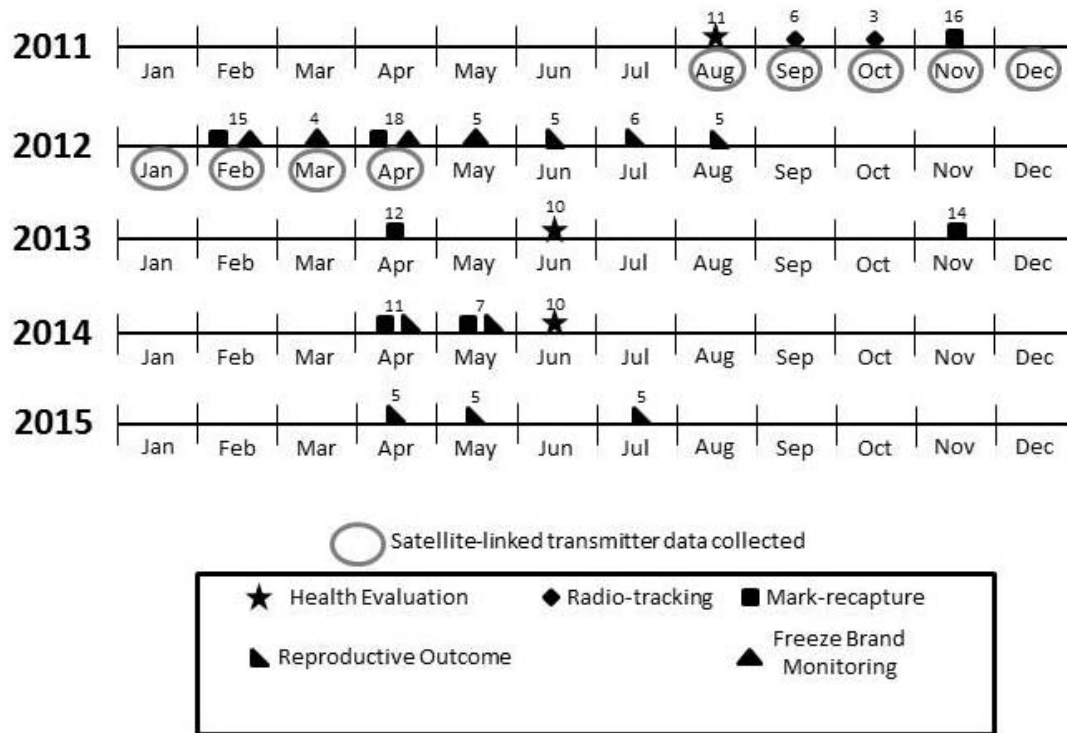 11 6 3 16
2011
Jan Feb Mar Apr May Jun Jul Aug Sep Oct Nov Dec
15 4 18 5 5 6 5
2012
Jan Feb Mar Apr May Jun Jul Aug Sep Oct Nov Dec
12 10 14
2013
Jan Feb Mar Apr May Jun Jul Aug Sep Oct Nov Dec
11 7 10
2014
Jan Feb Mar Apr May Jun Jul Aug Sep Oct Nov Dec
5 5 5
2015
Jan Feb Mar Apr May Jun Jul Aug Sep Oct Nov Dec
Satellite-linked transmitter data collected
Health Evaluation Radio-tracking Mark-recapture
Reproductive Outcome Freeze Brand
Monitoring